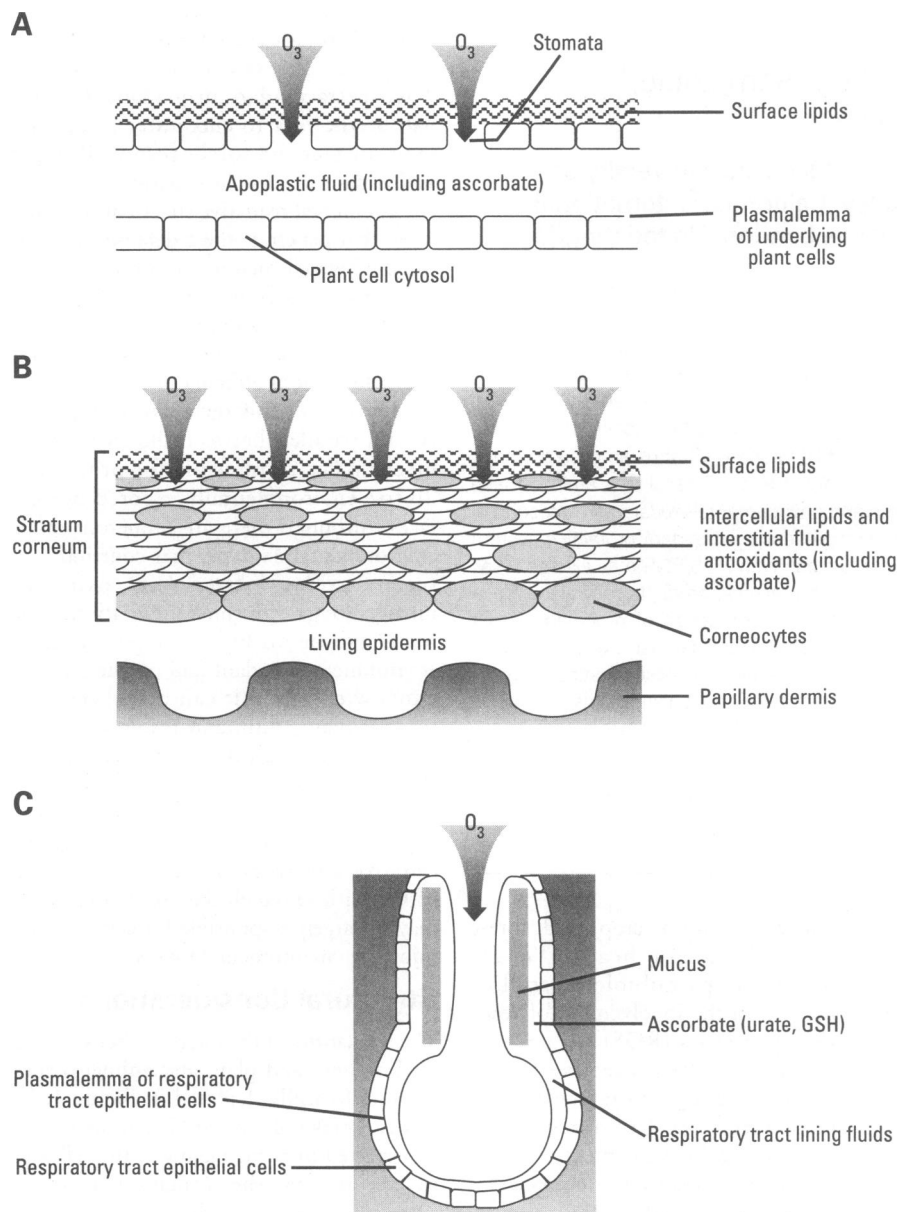 A
O3
O3
Stomata
Surface lipids
Apoplastic fluid (including ascorbate)
Plasmalemma
of underlying
plant cells
Plant cell cytosol
B
O3
O3
O3
O3
O3
Surface lipids
Stratum
corneum
Intercellular lipids and
interstitial fluid
antioxidants (including
ascorbate)
Corneocytes
Living epidermis
Papillary dermis
C
O3
Mucus
Ascorbate (urate, GSH)
Plasmalemma of respiratory
tract epithelial cells
Respiratory tract lining fluids
Respiratory tract epithelial cells